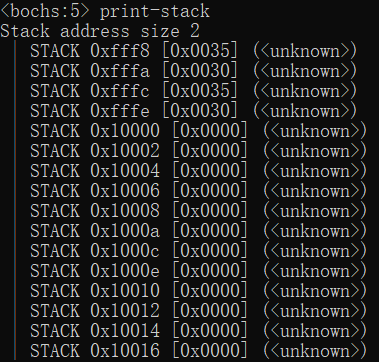 <bochs:5> print-stack
Stack address size 2
| STACK 0xfff8 [0x0035] (<unknown>)
| STACK 0xfffa [0x0030] (<unknown>)
| STACK 0xfffc [0x0035] (<unknown>)
| STACK 0xfffe [0x0030] (<unknown>)
| STACK 0x10000 [0x0000] (<unknown>)
| STACK 0x10002 [0x0000] (<unknown>)
| STACK 0x10004 [0x0000] (<unknown>)
| STACK 0x10006 [0x0000] (<unknown>)
| STACK 0x10008 [0x0000] (<unknown>)
| STACK 0x1000a [0x0000] (<unknown>)
| STACK 0x1000c [0x0000] (<unknown>)
| STACK 0x1000e [0x0000] (<unknown>)
| STACK 0x10010 [0x0000] (<unknown>)
| STACK 0x10012 [0x0000] (<unknown>)
| STACK 0x10014 [0x0000] (<unknown>)
| STACK 0x10016 [0x0000] (<unknown>)